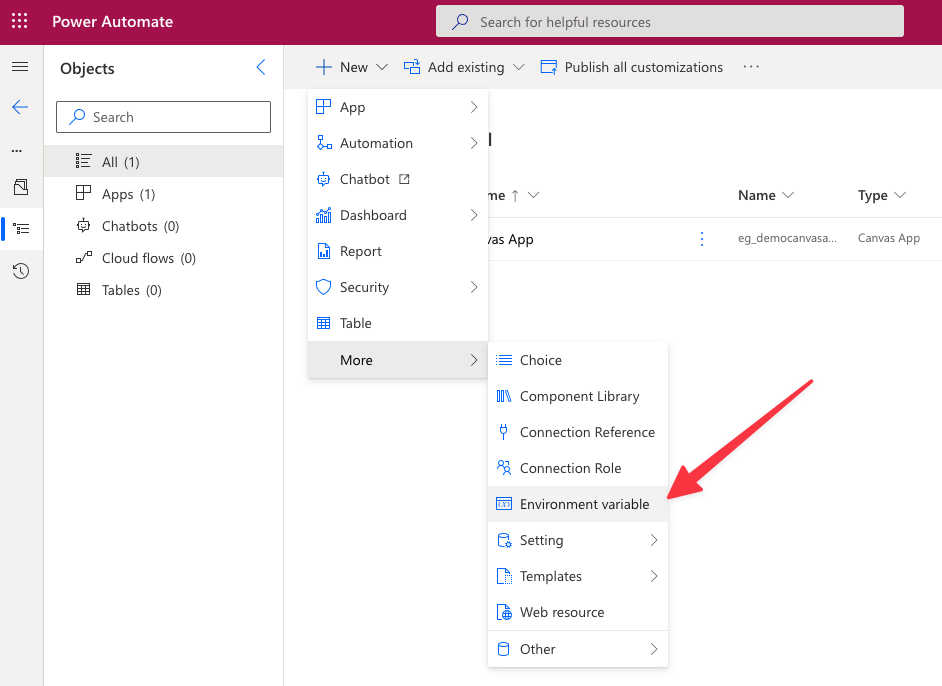 Power Automate
Search for helpful resources
Objects
New
Add existing
Publish all customizations
Search
All (1)
Apps (1)
Chatbots (0)
Cloud flows (0)
Tables (0)
App
Automation
Chatbot
Dashboard
Report
Security
Table
More
Choice
Component Library
Connection Reference
Connection Role
Environment variable
Setting
Templates
Web resource
Other
me ↑
Name
Type
vas App
eg_democanvasa...
Canvas App